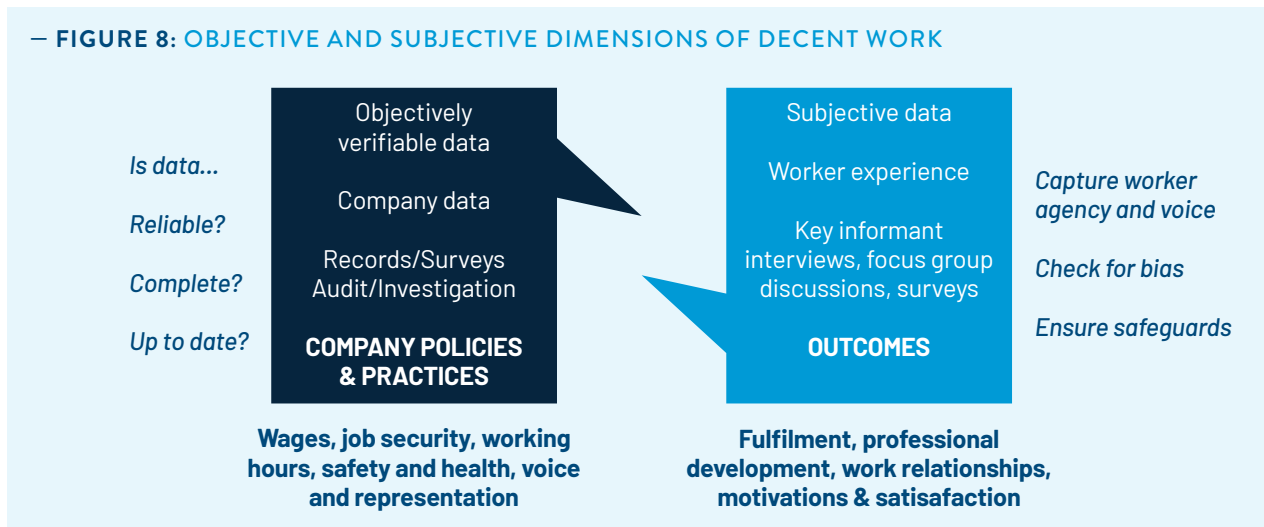 — FIGURE 8: OBJECTIVE AND SUBJECTIVE DIMENSIONS OF DECENT WORK
Is data...
Reliable?
Complete?
Up to date?
Objectively
verifiable data
Company data
Records/Surveys
Audit/Investigation
COMPANY POLICIES
& PRACTICES
Wages, job security, working
hours, safety and health, voice
and representation
Subjective data
Worker experience
Key informant
interviews, focus group
discussions, surveys
OUTCOMES
Fulfilment, professional
development, work relationships,
motivations & satisafaction
Capture worker
agency and voice
Check for bias
Ensure safeguards